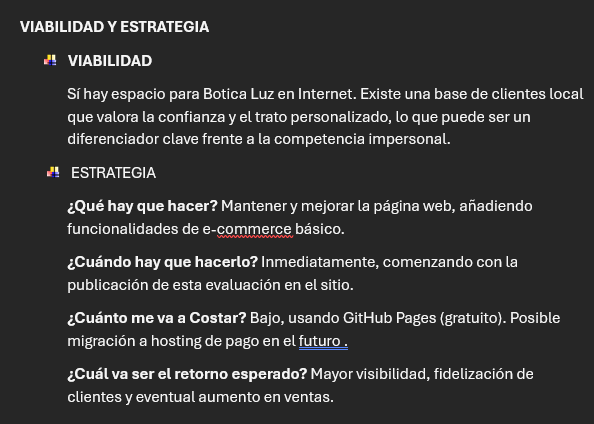 VIABILIDAD Y ESTRATEGIA
VIABILIDAD
Sí hay espacio para Botica Luz en Internet. Existe una base de clientes local
que valora la confianza y el trato personalizado, lo que puede ser un
diferenciador clave frente a la competencia impersonal.
ESTRATEGIA
¿Qué hay que hacer? Mantener y mejorar la página web, añadiendo
funcionalidades de e-commerce básico.
¿Cuándo hay que hacerlo? Inmediatamente, comenzando con la
publicación de esta evaluación en el sitio.
¿Cuánto me va a Costar? Bajo, usando GitHub Pages (gratuito). Posible
migración a hosting de pago en el futuro .
¿Cuál va ser el retorno esperado? Mayor visibilidad, fidelización de
clientes y eventual aumento en ventas.